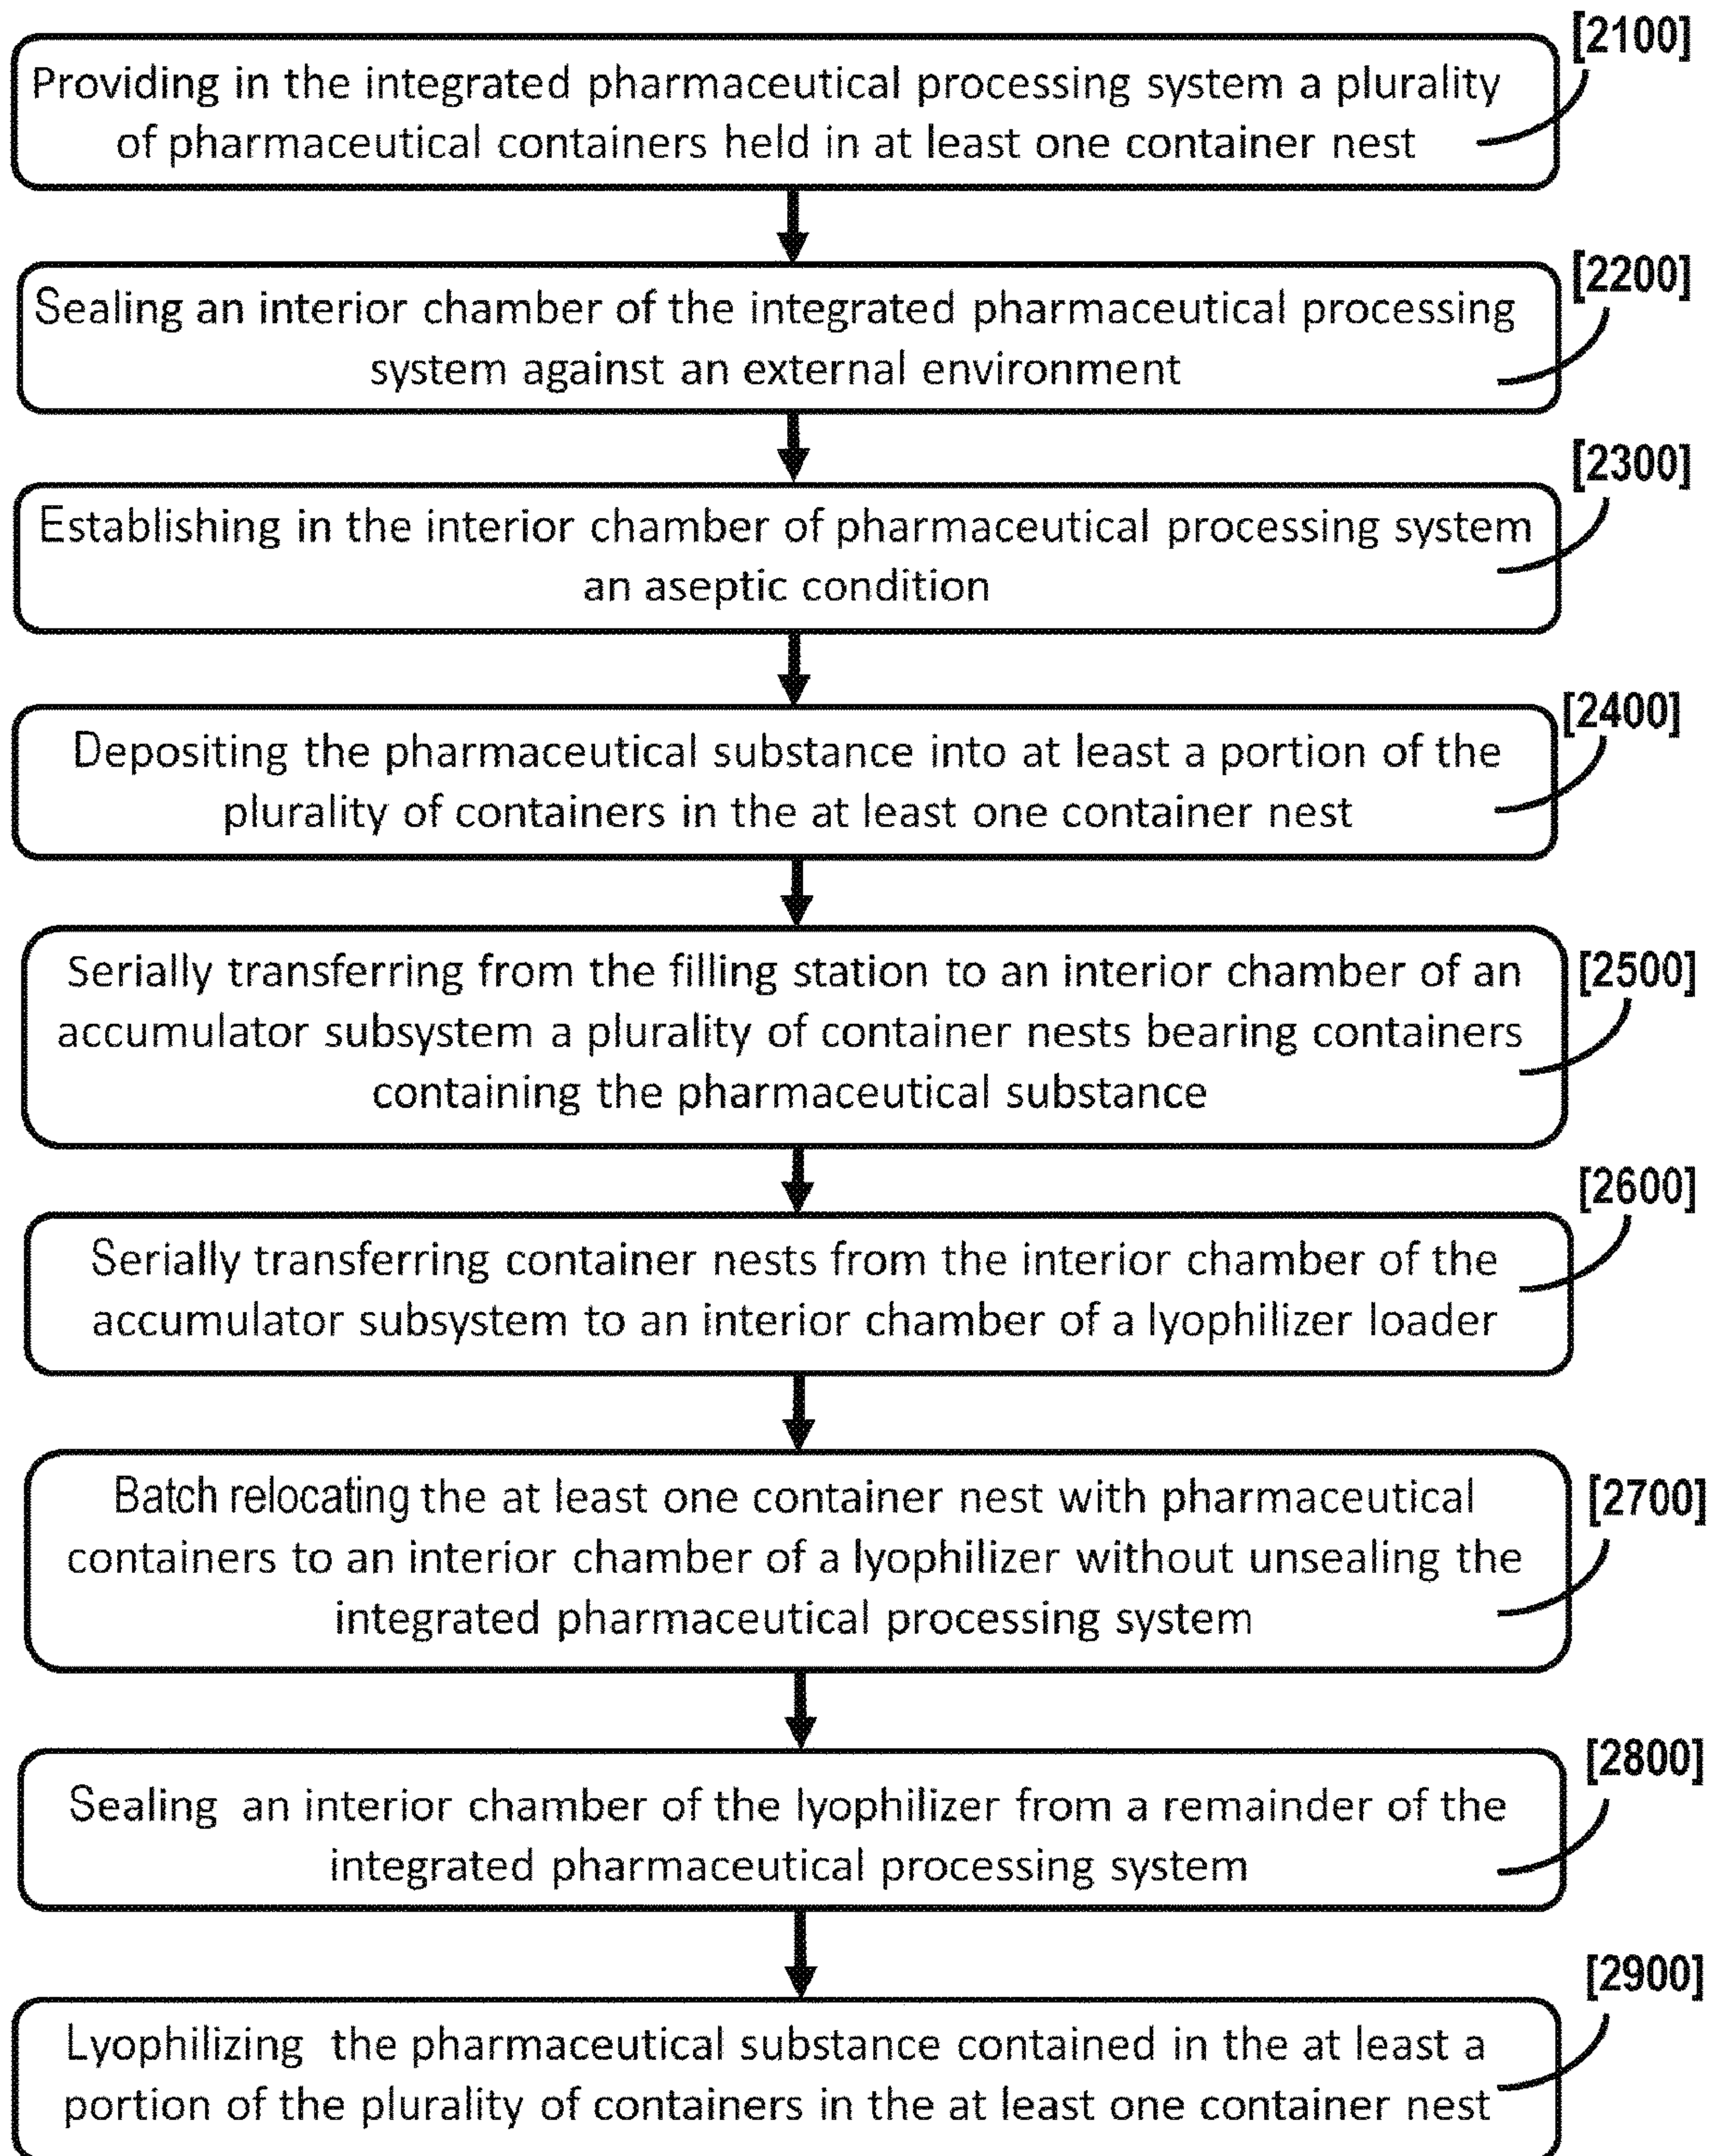 [2100]
Providing in the integrated pharmaceutical processing system a plurality
of pharmaceutical containers held in at least one container nest
[2200]
Sealing an interior chamber of the integrated pharmaceutical processing
system against an external environment
[2300]
Establishing in the interior chamber of pharmaceutical processing system
an aseptic condition
[2400]
Depositing the pharmaceutical substance into at least a portion of the
plurality of containers in the at least one container nest
[2500]
Serially transferring from the filling station to an interior chamber of an
accumulator subsystem a plurality of container nests bearing containers
containing the pharmaceutical substance
[2600]
Serially transferring container nests from the interior chamber of the
accumulator subsystem to an interior chamber of a lyophilizer loader
[2700]
Batch relocating the at least one container nest with pharmaceutical
containers to an interior chamber of a lyophilizer without unsealing the
integrated pharmaceutical processing system
[2800]
Sealing an interior chamber of the lyophilizer from a remainder of the
integrated pharmaceutical processing system
[2900]
Lyophilizing the pharmaceutical substance contained in the at least a
portion of the plurality of containers in the at least one container nest